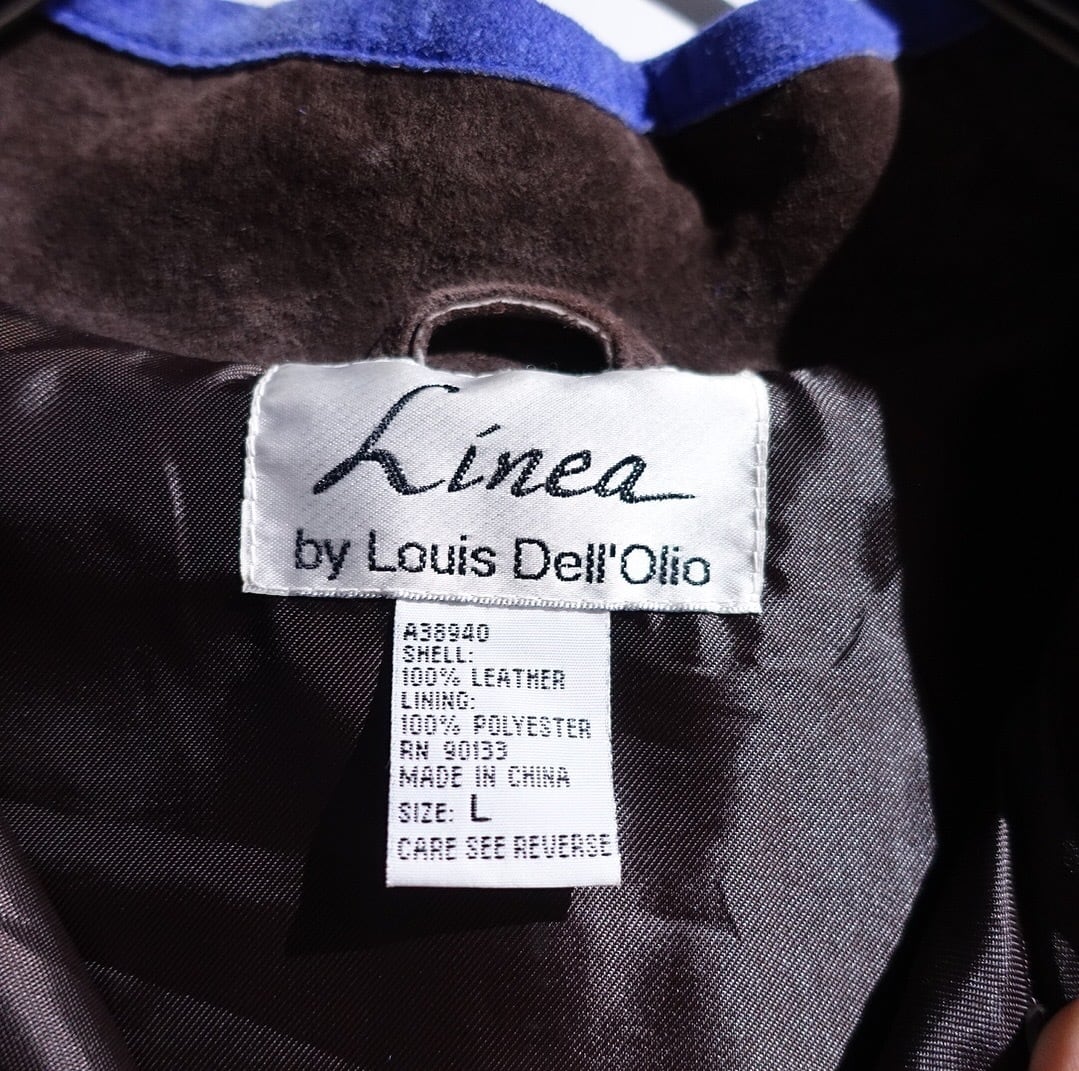 Linea
by Louis Dell'Olio
A38940
SHELL:
100% LEATHER
LINING:
100% POLYESTER
RN 90133
MADE IN CHINA
SIZE: L
CARE SEE REVERSE